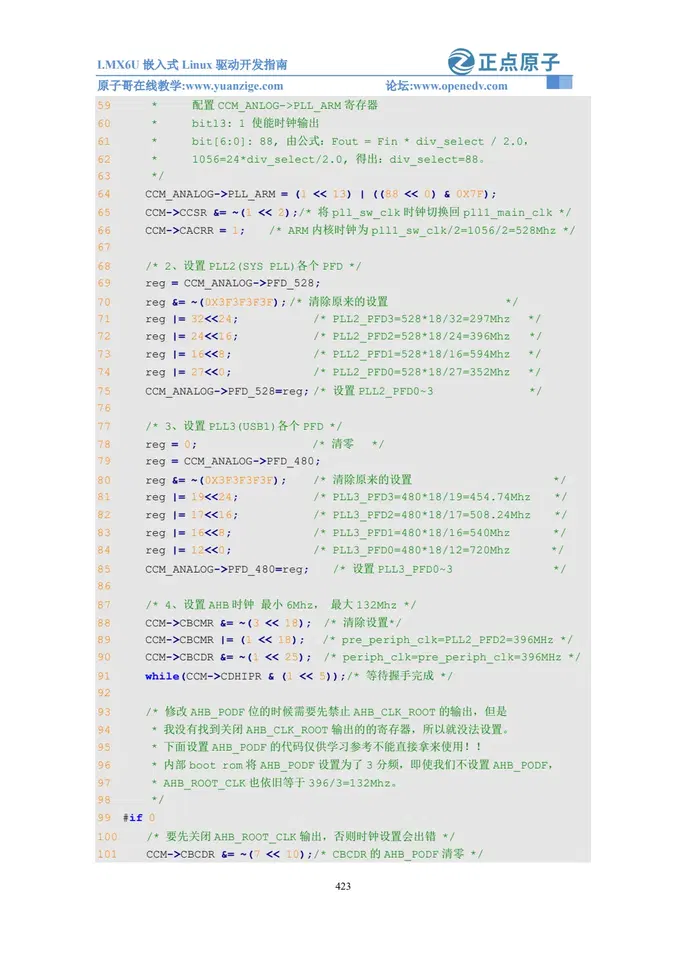 I.MX6U 嵌入式 Linux 驱动开发指南
正点原子
原子哥在线教学:www.yuanzige.com 论坛:www.openedv.com
59 * 配置 CCM_ANLOG->PLL_ARM 寄存器
60 * bit13: 1 使能时钟输出
61 * bit[6:0]: 88, 由公式：Fout = Fin * div_select / 2.0，
62 * 1056=24*div_select/2.0, 得出：div_select=88。
63 */
64 CCM_ANALOG->PLL_ARM = (1 << 13) | ((88 << 0) & 0X7F);
65 CCM->CCSR &= ~(1 << 2);/* 将 pll_sw_clk 时钟切换回 pll1_main_clk */
66 CCM->CACRR = 1; /* ARM 内核时钟为 pll1_sw_clk/2=1056/2=528Mhz */
67
68 /* 2、设置 PLL2(SYS PLL)各个 PFD */
69 reg = CCM_ANALOG->PFD_528;
70 reg &= ~(0X3F3F3F3F);/* 清除原来的设置 */
71 reg |= 32<<24; /* PLL2_PFD3=528*18/32=297Mhz */
72 reg |= 24<<16; /* PLL2_PFD2=528*18/24=396Mhz */
73 reg |= 16<<8; /* PLL2_PFD1=528*18/16=594Mhz */
74 reg |= 27<<0; /* PLL2_PFD0=528*18/27=352Mhz */
75 CCM_ANALOG->PFD_528=reg; /* 设置 PLL2_PFD0~3 */
76
77 /* 3、设置 PLL3(USB1)各个 PFD */
78 reg = 0; /* 清零 */
79 reg = CCM_ANALOG->PFD_480;
80 reg &= ~(0X3F3F3F3F); /* 清除原来的设置 */
81 reg |= 19<<24; /* PLL3_PFD3=480*18/19=454.74Mhz */
82 reg |= 17<<16; /* PLL3_PFD2=480*18/17=508.24Mhz */
83 reg |= 16<<8; /* PLL3_PFD1=480*18/16=540Mhz */
84 reg |= 12<<0; /* PLL3_PFD0=480*18/12=720Mhz */
85 CCM_ANALOG->PFD_480=reg; /* 设置 PLL3_PFD0~3 */
86
87 /* 4、设置 AHB 时钟 最小 6Mhz， 最大 132Mhz */
88 CCM->CBCMR &= ~(3 << 18); /* 清除设置*/
89 CCM->CBCMR |= (1 << 18); /* pre_periph_clk=PLL2_PFD2=396MHz */
90 CCM->CBCDR &= ~(1 << 25); /* periph_clk=pre_periph_clk=396MHz */
91 while(CCM->CDHIPR & (1 << 5));/* 等待握手完成 */
92
93 /* 修改 AHB_PODF 位的时候需要先禁止 AHB_CLK_ROOT 的输出，但是
94 * 我没有找到关闭 AHB_CLK_ROOT 输出的的寄存器，所以就没法设置。
95 * 下面设置 AHB_PODF 的代码仅供学习参考不能直接拿来使用！！
96 * 内部 boot rom 将 AHB_PODF 设置为了 3 分频，即使我们不设置 AHB_PODF，
97 * AHB_ROOT_CLK 也依旧等于 396/3=132Mhz。
98 */
99 #if 0
100 /* 要先关闭 AHB_ROOT_CLK 输出，否则时钟设置会出错 */
101 CCM->CBCDR &= ~(7 << 10);/* CBCDR 的 AHB_PODF 清零 */
423